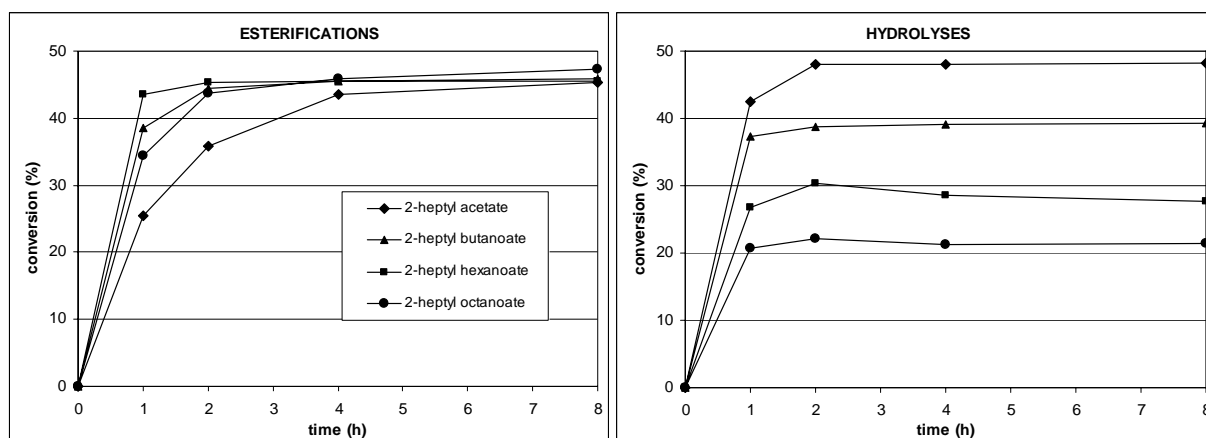 ESTERIFICATIONS
conversion (%)
50
40
30
20
10
0
2-heptyl acetate
2-heptyl butanoate
2-heptyl hexanoate
2-heptyl octanoate
0 1 2 3 4 5 6 7 8
time (h)
HYDROLYSES
conversion (%)
50
40
30
20
10
0
0 1 2 3 4 5 6 7 8
time (h)